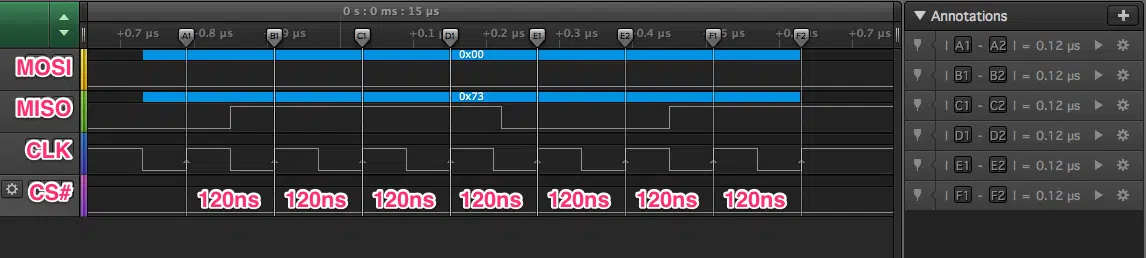 0 s : 0 ms : 15 µs
Annotations
+0.7 µs
+0.8 µs
+0.1 µs
+0.2 µs
+0.3 µs
+0.4 µs
+0.7 µs
A1
B1
C1
D1
E1
E2
F1
F2
MOSI
0x00
MISO
0x73
CLK
CS#
120ns 120ns 120ns 120ns 120ns 120ns 120ns
| A1 - A2 | = 0.12 µs
| B1 - B2 | = 0.12 µs
| C1 - C2 | = 0.12 µs
| D1 - D2 | = 0.12 µs
| E1 - E2 | = 0.12 µs
| F1 - F2 | = 0.12 µs